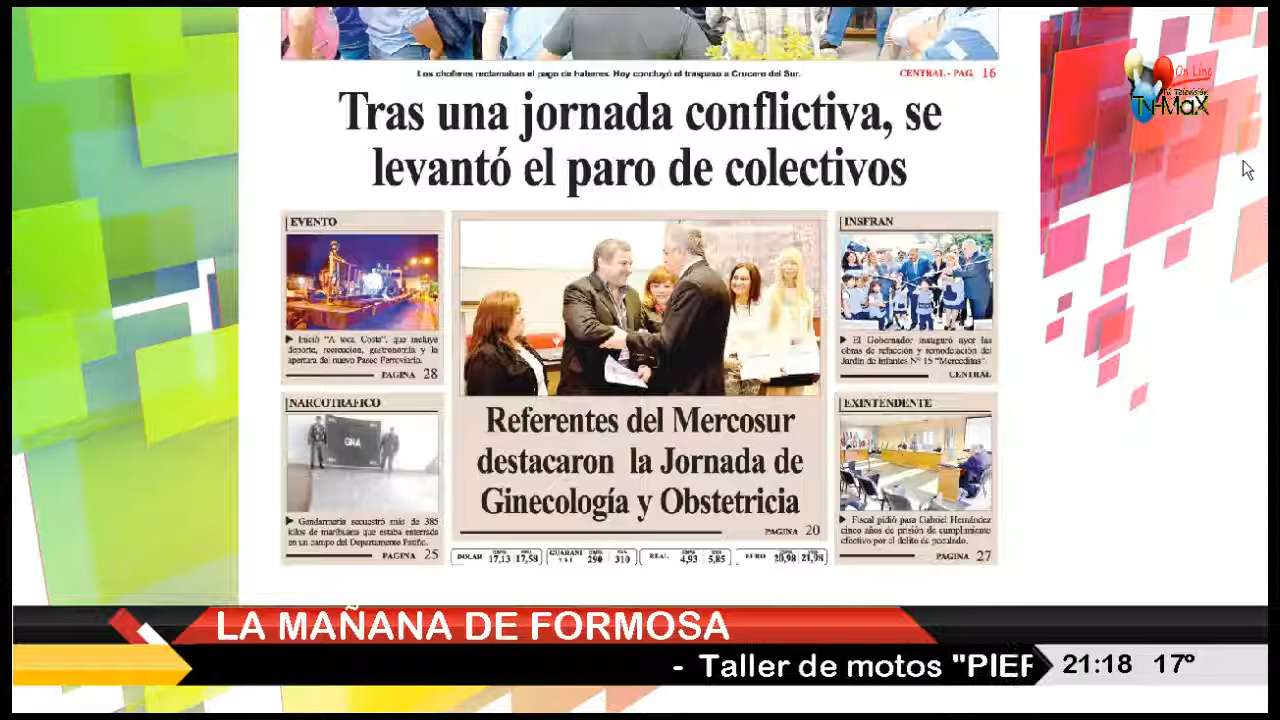 Los choferes reclamaban el pago de haberes. Hoy concluyó el traspaso a Crucero del Sur.
CENTRAL - PAG. 16
Tras una jornada conflictiva, se
levantó el paro de colectivos
EVENTO
Inició "A toda Costa", que incluye
deporte, recreación, gastronomía y la
apertura del nuevo Paseo Ferroviario.
PAGINA 28
NARCOTRAFICO
GNA
Gendarmería secuestró más de 385
kilos de marihuana que estaba enterrada
en un campo del Departamento Patiño.
PAGINA 25
Referentes del Mercosur
destacaron la Jornada de
Ginecología y Obstetricia
PAGINA 20
INSFRAN
El Gobernador inauguró ayer las
obras de refacción y remodelación del
Jardín de Infantes Nº 15 "Merceditas".
CENTRAL
EXINTENDENTE
Fiscal pidió para Gabriel Hernández
cinco años de prisión de cumplimiento
efectivo por el delito de peculado.
PAGINA 27
DOLAR 17,13 17,58 GUARANI 290 310 REAL 4,93 5,85 EURO 20,98 21,98
On Line
Tú Televisión
Tv-MaX
LA MAÑANA DE FORMOSA
- Taller de motos "PIER
21:18 17º